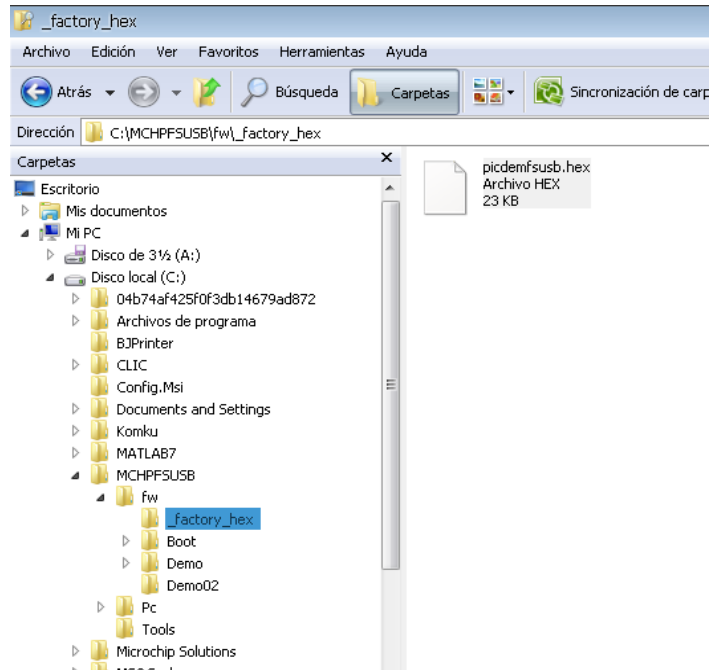 _factory_hex
Archivo Edición Ver Favoritos Herramientas Ayuda
Atrás Búsqueda Carpetas Sincronización de carp
Dirección C:\MCHPFSUSB\fw\_factory_hex
Carpetas x
Escritorio
Mis documentos
Mi PC
Disco de 3½ (A:)
Disco local (C:)
04b74af425f0f3db14679ad872
Archivos de programa
BJPrinter
CLIC
Config.Msi
Documents and Settings
Komku
MATLAB7
MCHPFSUSB
fw
_factory_hex
Boot
Demo
Demo02
Pc
Tools
Microchip Solutions
picdemfsusb.hex
Archivo HEX
23 KB